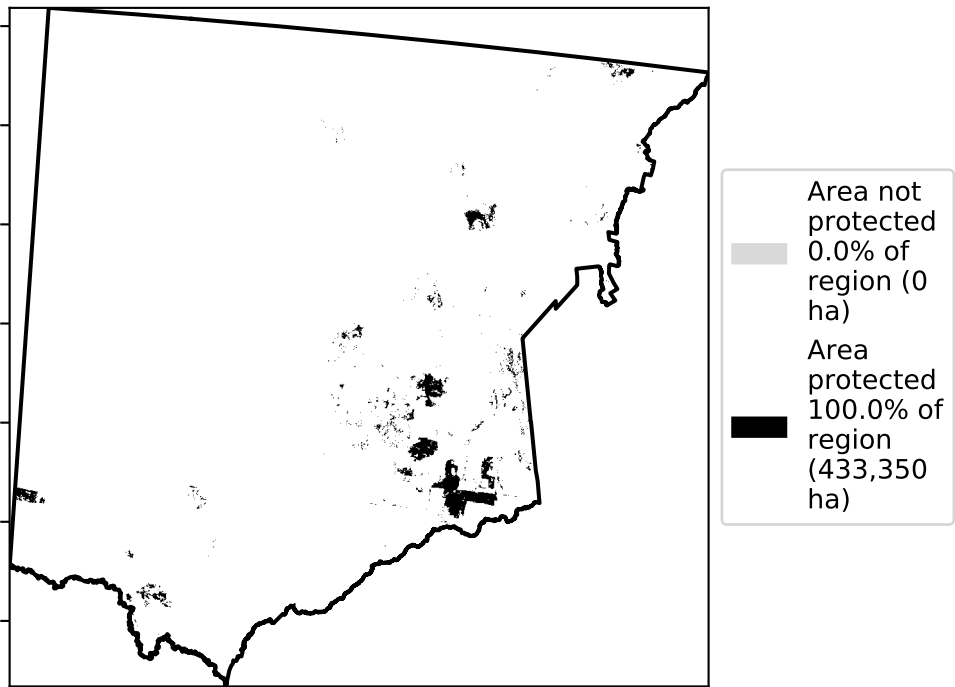 Area not
protected
0.0% of
region (0
ha)
Area
protected
100.0% of
region
(433,350
ha)